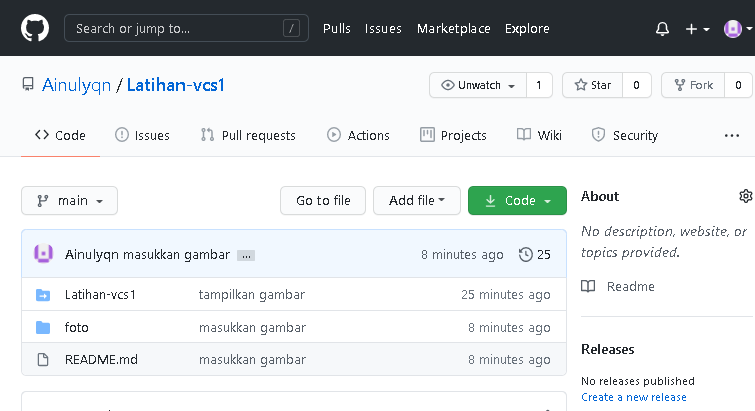 Search or jump to... / Pulls Issues Marketplace Explore
Ainulyqn / Latihan-vcs1 Unwatch 1 Star 0 Fork 0
Code Issues Pull requests Actions Projects Wiki Security ...
main Go to file Add file Code About
No description, website, or
topics provided.
Ainulyqn masukkan gambar ... 8 minutes ago 25
Readme
Latihan-vcs1 tampilkan gambar 25 minutes ago
foto masukkan gambar 8 minutes ago
README.md masukkan gambar 8 minutes ago
Releases
No releases published
Create a new release